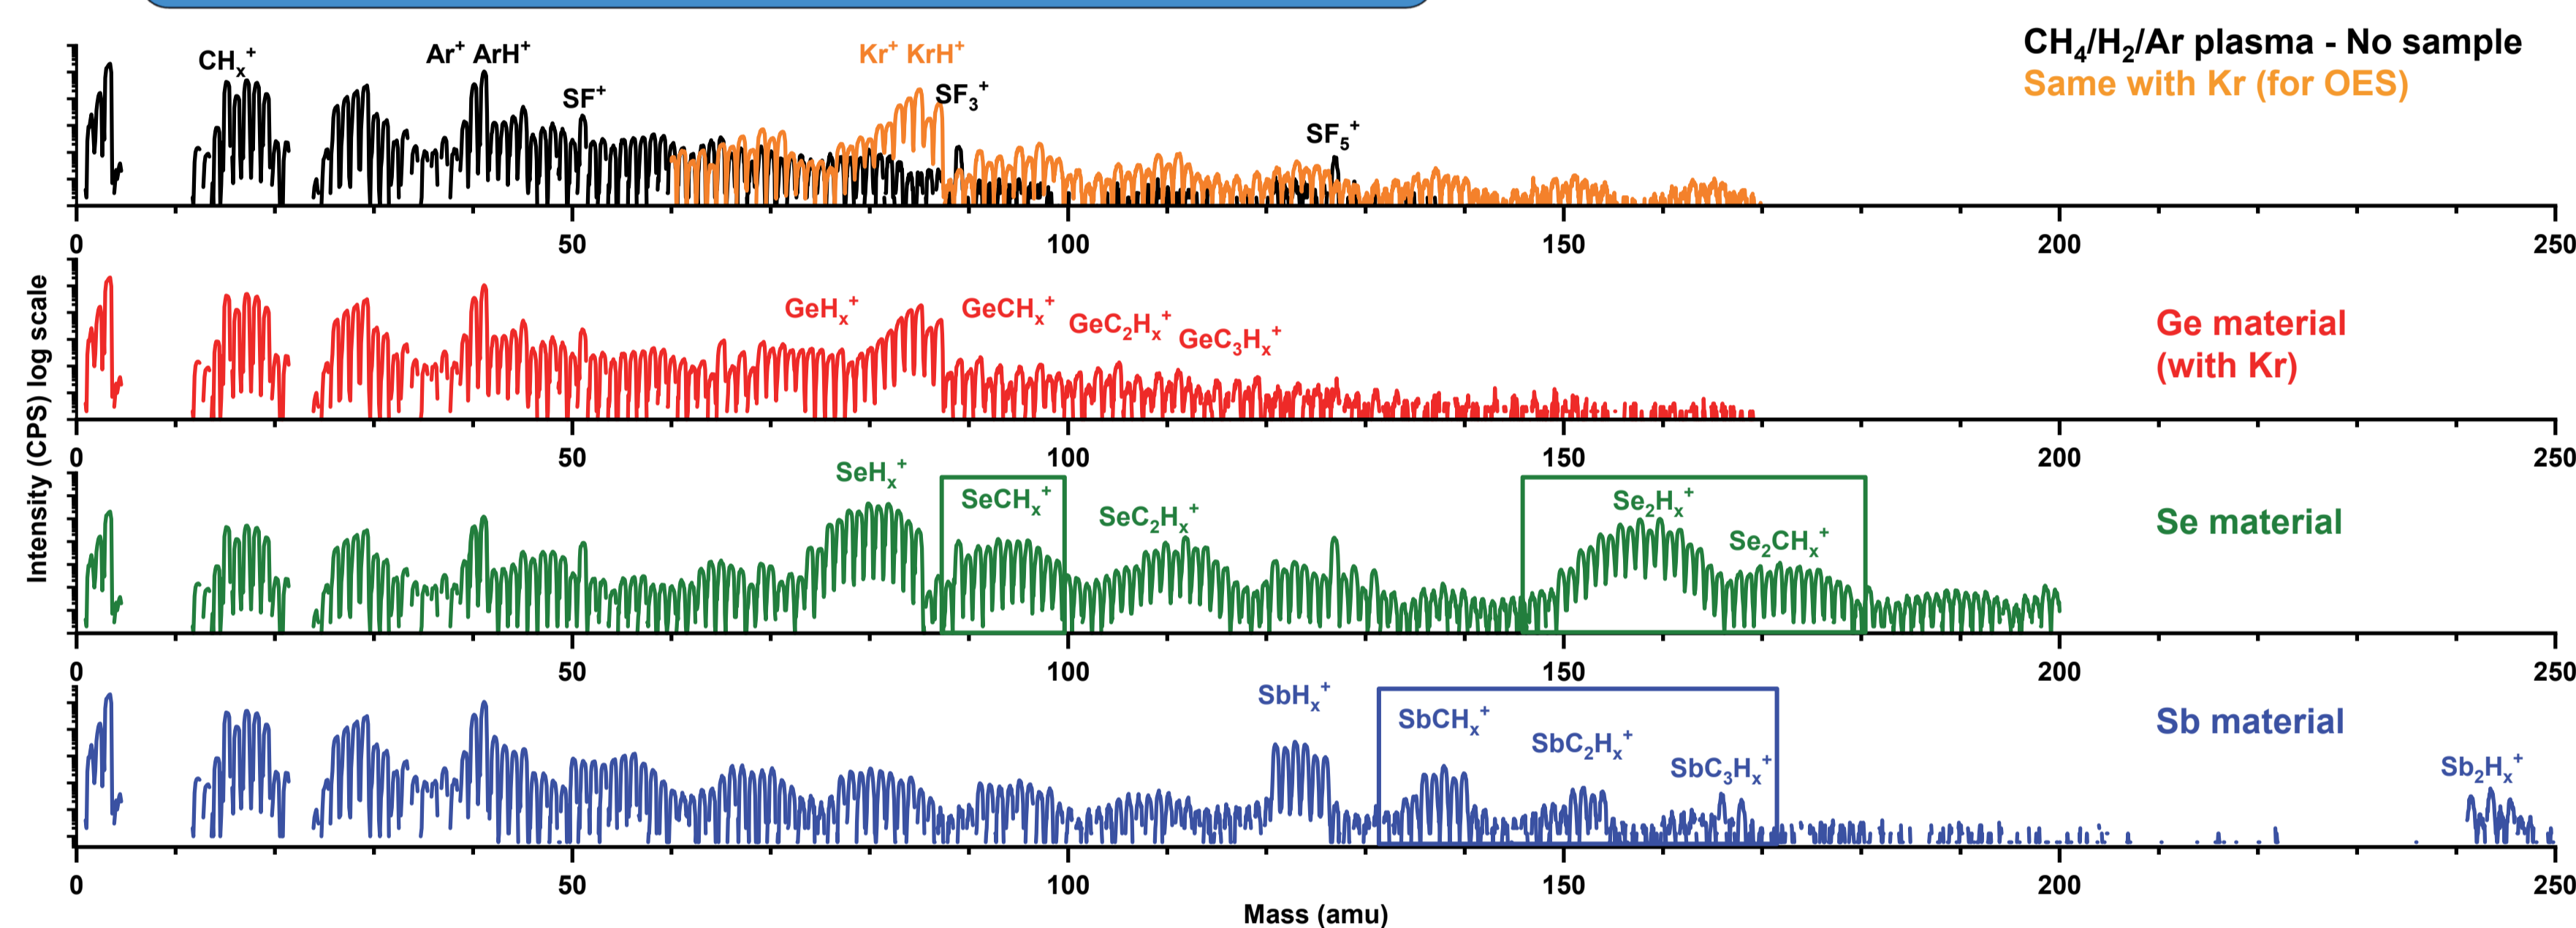 CH₄/H₂/Ar plasma - No sample
Same with Kr (for OES)
CHₓ⁺ Ar⁺ ArH⁺ SF⁺ Kr⁺ KrH⁺ SF₃⁺ SF₅⁺
0 50 100 150 200 250
Intensity (CPS) log scale
GeHₓ⁺ GeCHₓ⁺ GeC₂Hₓ⁺ GeC₃Hₓ⁺
Ge material
(with Kr)
0 50 100 150 200 250
SeHₓ⁺ SeCHₓ⁺ SeC₂Hₓ⁺ Se₂Hₓ⁺ Se₂CHₓ⁺
Se material
0 50 100 150 200 250
SbHₓ⁺ SbCHₓ⁺ SbC₂Hₓ⁺ SbC₃Hₓ⁺ Sb₂Hₓ⁺
Sb material
0 50 100 150 200 250
Mass (amu)